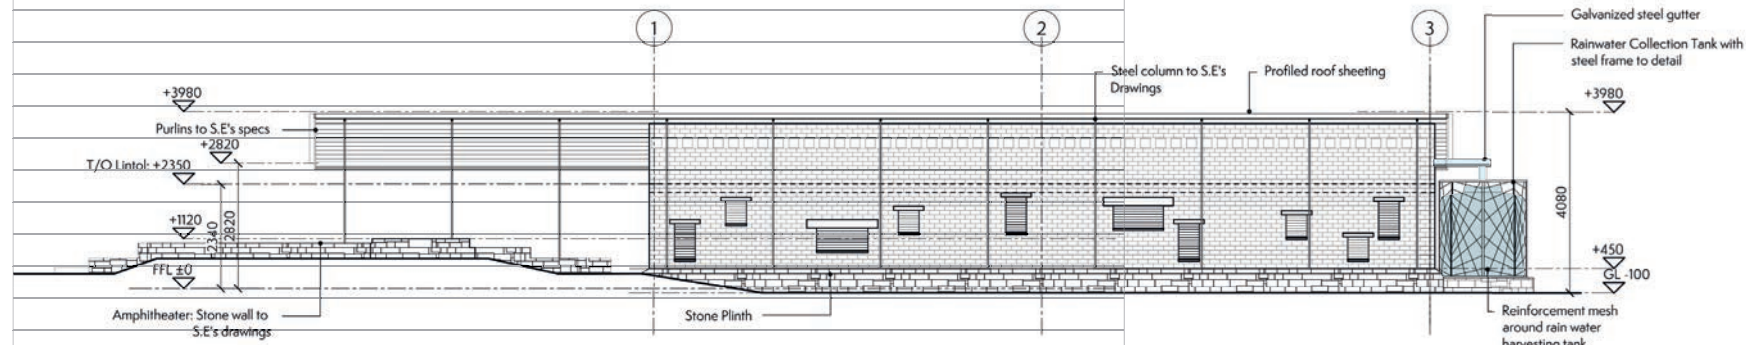 1
2
3
Galvanized steel gutter
Rainwater Collection Tank with
steel frame to detail
Steel column to S.E's
Drawings
Profiled roof sheeting
+3980
+3980
Purlins to S.E's specs
+2820
T/O Lintol: +2350
+1120
2340
2820
4080
FFL ±0
+450
GL -100
Amphitheater: Stone wall to
S.E's drawings
Stone Plinth
Reinforcement mesh
around rain water
harvesting tank